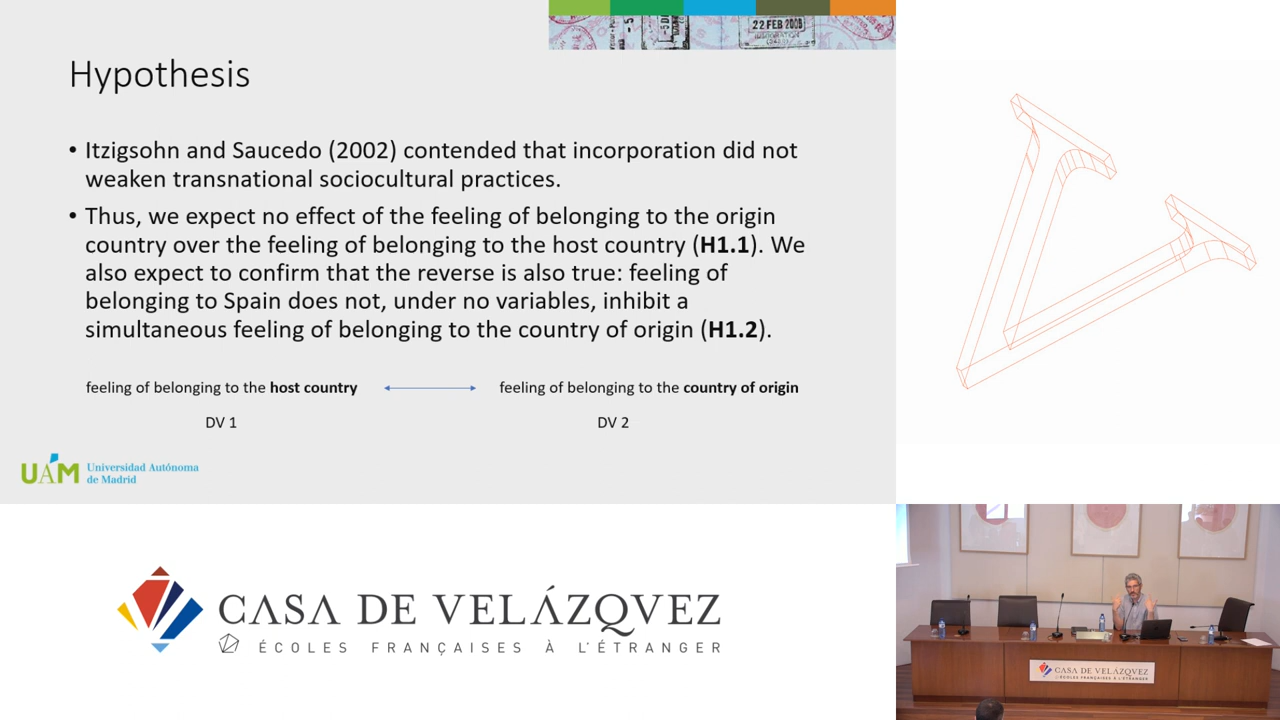 22 FEB 2008
Hypothesis
• Itzigsohn and Saucedo (2002) contended that incorporation did not
weaken transnational sociocultural practices.
• Thus, we expect no effect of the feeling of belonging to the origin
country over the feeling of belonging to the host country (H1.1). We
also expect to confirm that the reverse is also true: feeling of
belonging to Spain does not, under no variables, inhibit a
simultaneous feeling of belonging to the country of origin (H1.2).
feeling of belonging to the host country
feeling of belonging to the country of origin
DV 1
DV 2
UAM Universidad Autónoma
de Madrid
CASA DE VELÁZQVEZ
ÉCOLES FRANÇAISES À L'ÉTRANGER
CASA DE VELÁZQVEZ
ÉCOLES FRANÇAISES À L'ÉTRANGER